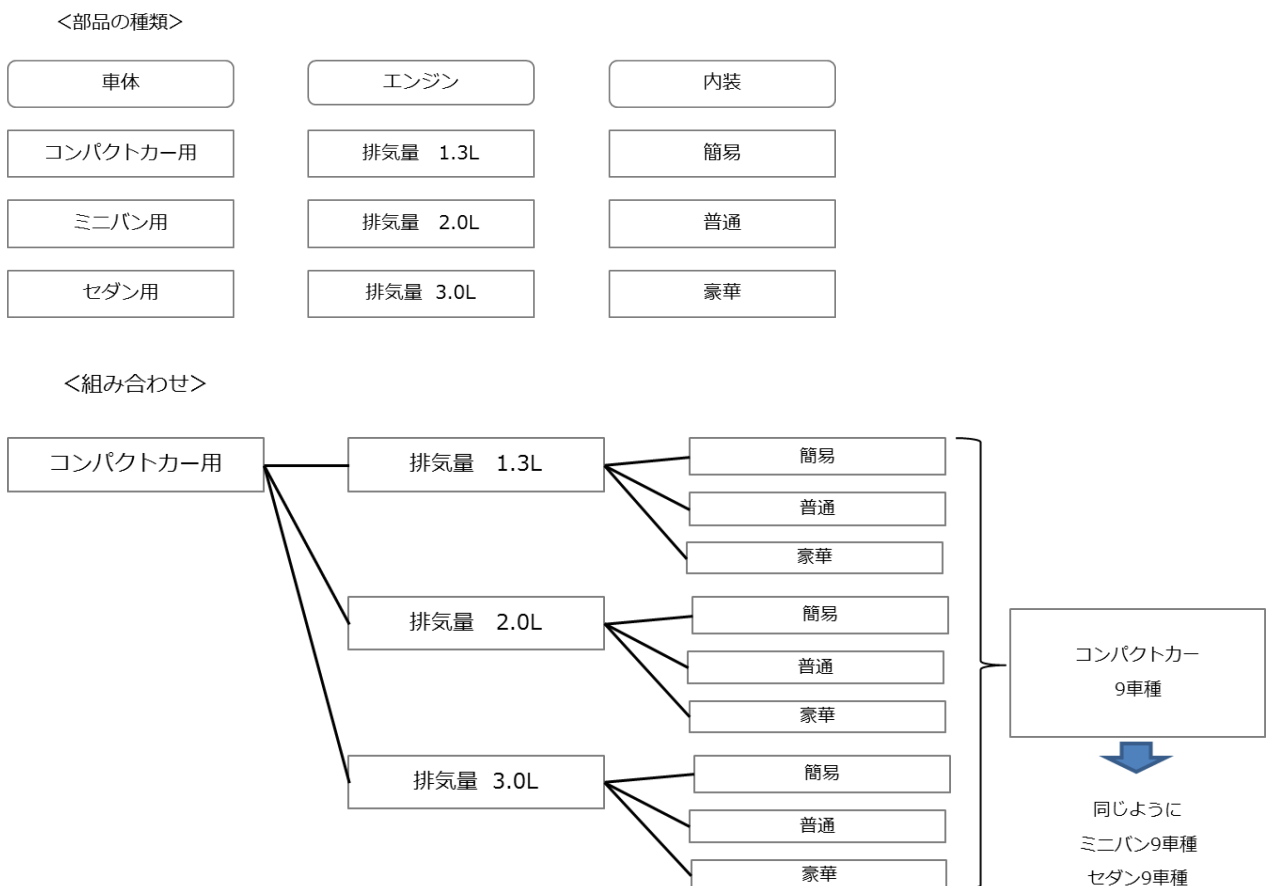 <部品の種類>
車体
エンジン
内装
コンパクトカー用
排気量 1.3L
簡易
ミニバン用
排気量 2.0L
普通
セダン用
排気量 3.0L
豪華
<組み合わせ>
コンパクトカー用
排気量 1.3L
簡易
普通
豪華
排気量 2.0L
簡易
普通
豪華
排気量 3.0L
簡易
普通
豪華
コンパクトカー
9車種
同じように
ミニバン9車種
セダン9車種